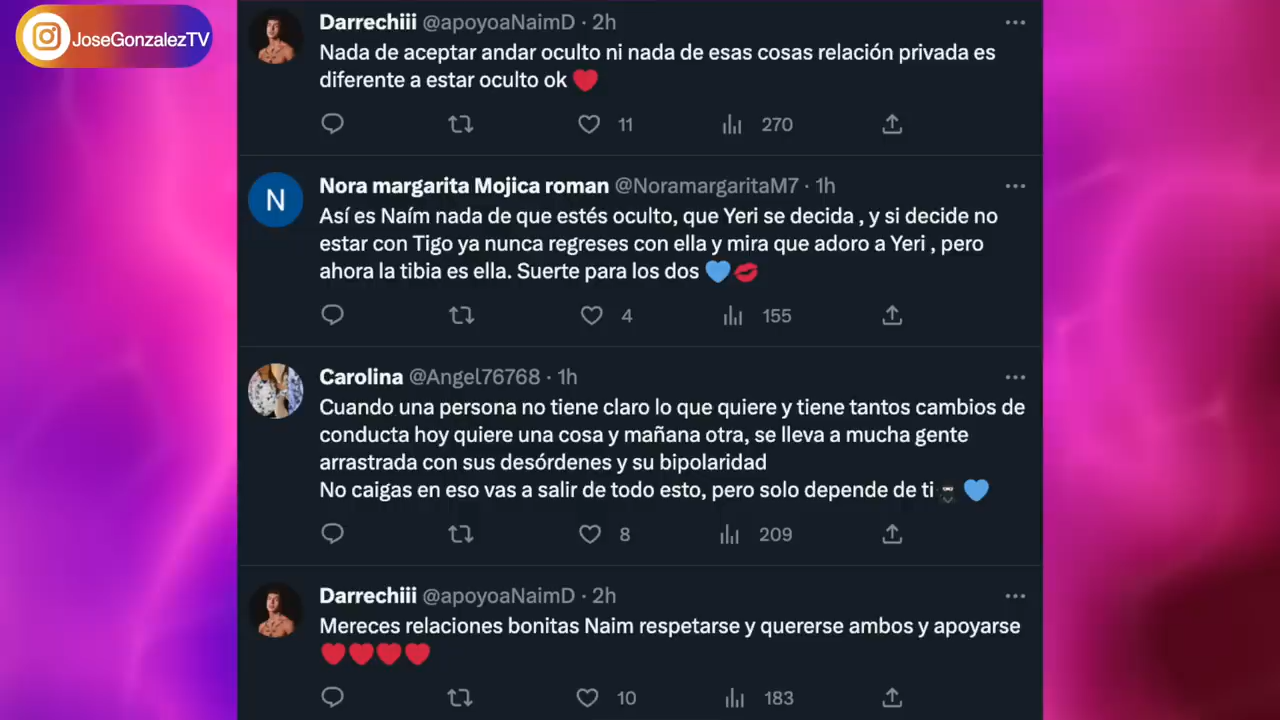 JoseGonzalezTV
Darrechiii @apoyoaNaimD · 2h
Nada de aceptar andar oculto ni nada de esas cosas relación privada es
diferente a estar oculto ok ❤️
11 270
Nora margarita Mojica roman @NoramargaritaM7 · 1h
N
Así es Naím nada de que estés oculto, que Yeri se decida , y si decide no
estar con Tigo ya nunca regreses con ella y mira que adoro a Yeri , pero
ahora la tibia es ella. Suerte para los dos 💙💋
4 155
Carolina @Angel76768 · 1h
Cuando una persona no tiene claro lo que quiere y tiene tantos cambios de
conducta hoy quiere una cosa y mañana otra, se lleva a mucha gente
arrastrada con sus desórdenes y su bipolaridad
No caigas en eso vas a salir de todo esto, pero solo depende de ti 💙
8 209
Darrechiii @apoyoaNaimD · 2h
Mereces relaciones bonitas Naim respetarse y quererse ambos y apoyarse
❤️❤️❤️❤️
10 183